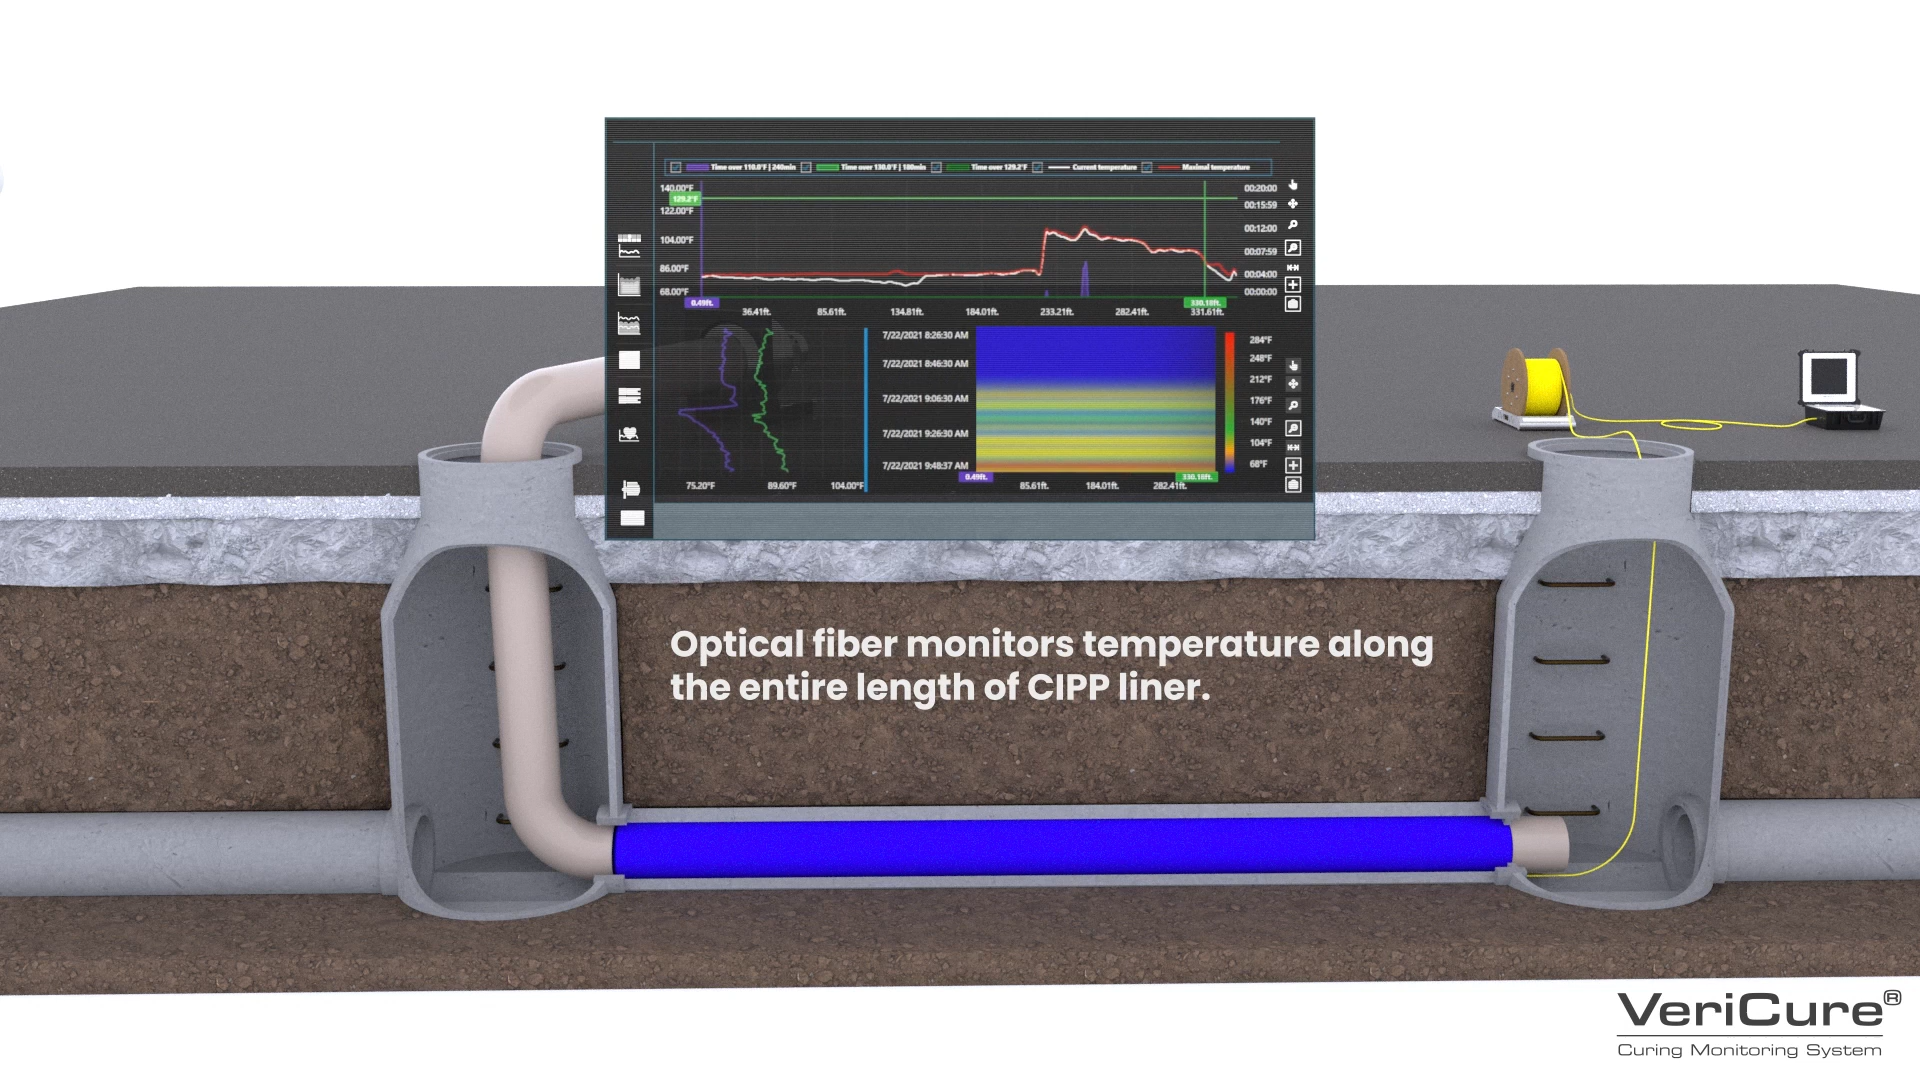 Time over 110.0°F | 240min Time over 130.0°F | 180min Time over 129.2°F Current temperature Maximal temperature
140.00°F
129.2°F
122.00°F
104.00°F
86.00°F
68.00°F
00:20:00
00:15:59
00:12:00
00:07:59
00:04:00
00:00:00
0.49ft. 330.18ft.
36.41ft. 85.61ft. 134.81ft. 184.01ft. 233.21ft. 282.41ft. 331.61ft.
75.20°F 89.60°F 104.00°F
7/22/2021 8:26:30 AM
7/22/2021 8:46:30 AM
7/22/2021 9:06:30 AM
7/22/2021 9:26:30 AM
7/22/2021 9:48:37 AM
0.49ft. 330.18ft.
85.61ft. 184.01ft. 282.41ft.
284°F
248°F
212°F
176°F
140°F
104°F
68°F
Optical fiber monitors temperature along
the entire length of CIPP liner.
VeriCure®
Curing Monitoring System